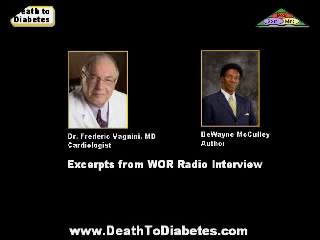 Death to
Diabetes
Dr. Frederic Vagnini, MD
Cardiologist
DeWayne McCulley
Author
Excerpts from WOR Radio Interview
www.DeathToDiabetes.com